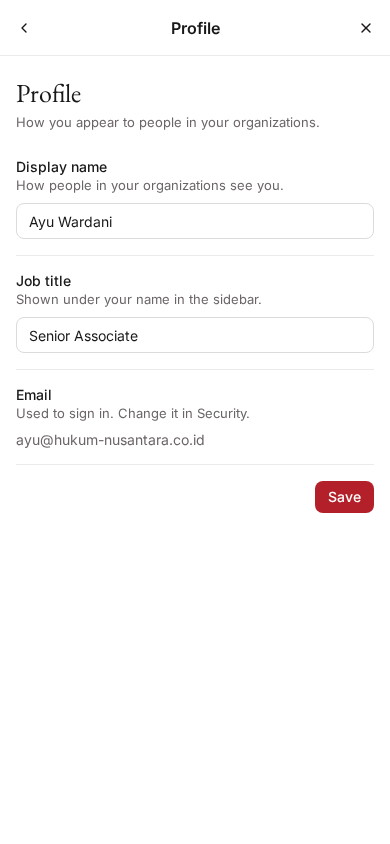 Profile
Profile
How you appear to people in your organizations.
Display name
How people in your organizations see you.
Ayu Wardani
Job title
Shown under your name in the sidebar.
Senior Associate
Email
Used to sign in. Change it in Security.
ayu@hukum-nusantara.co.id
Save